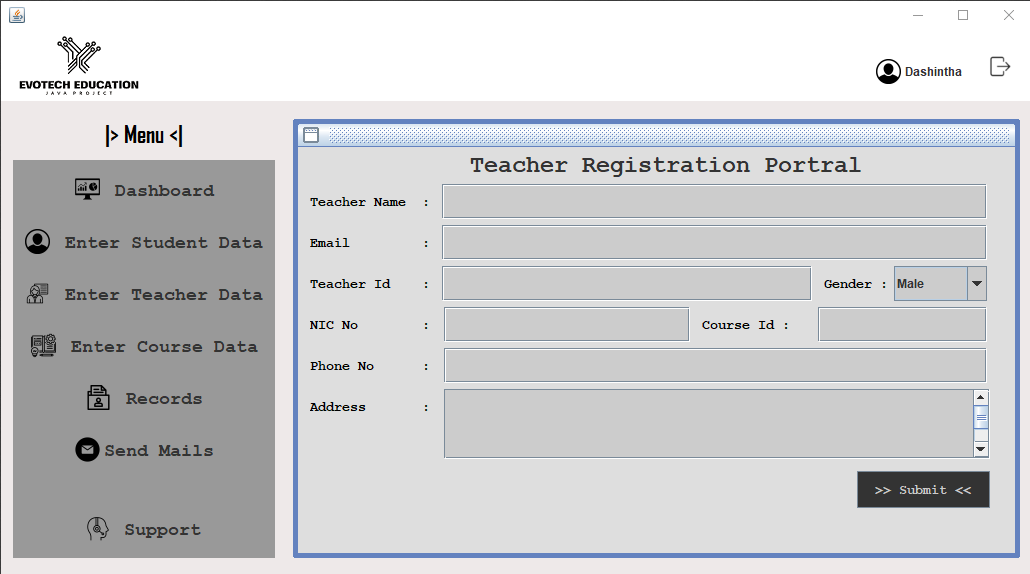 EVOTECH EDUCATION
JAVA PROJECT
Dashintha
|> Menu <|
Dashboard
Enter Student Data
Enter Teacher Data
Enter Course Data
Records
Send Mails
Support
Teacher Registration Portral
Teacher Name :
Email :
Teacher Id :
Gender : Male
NIC No :
Course Id :
Phone No :
Address :
>> Submit <<